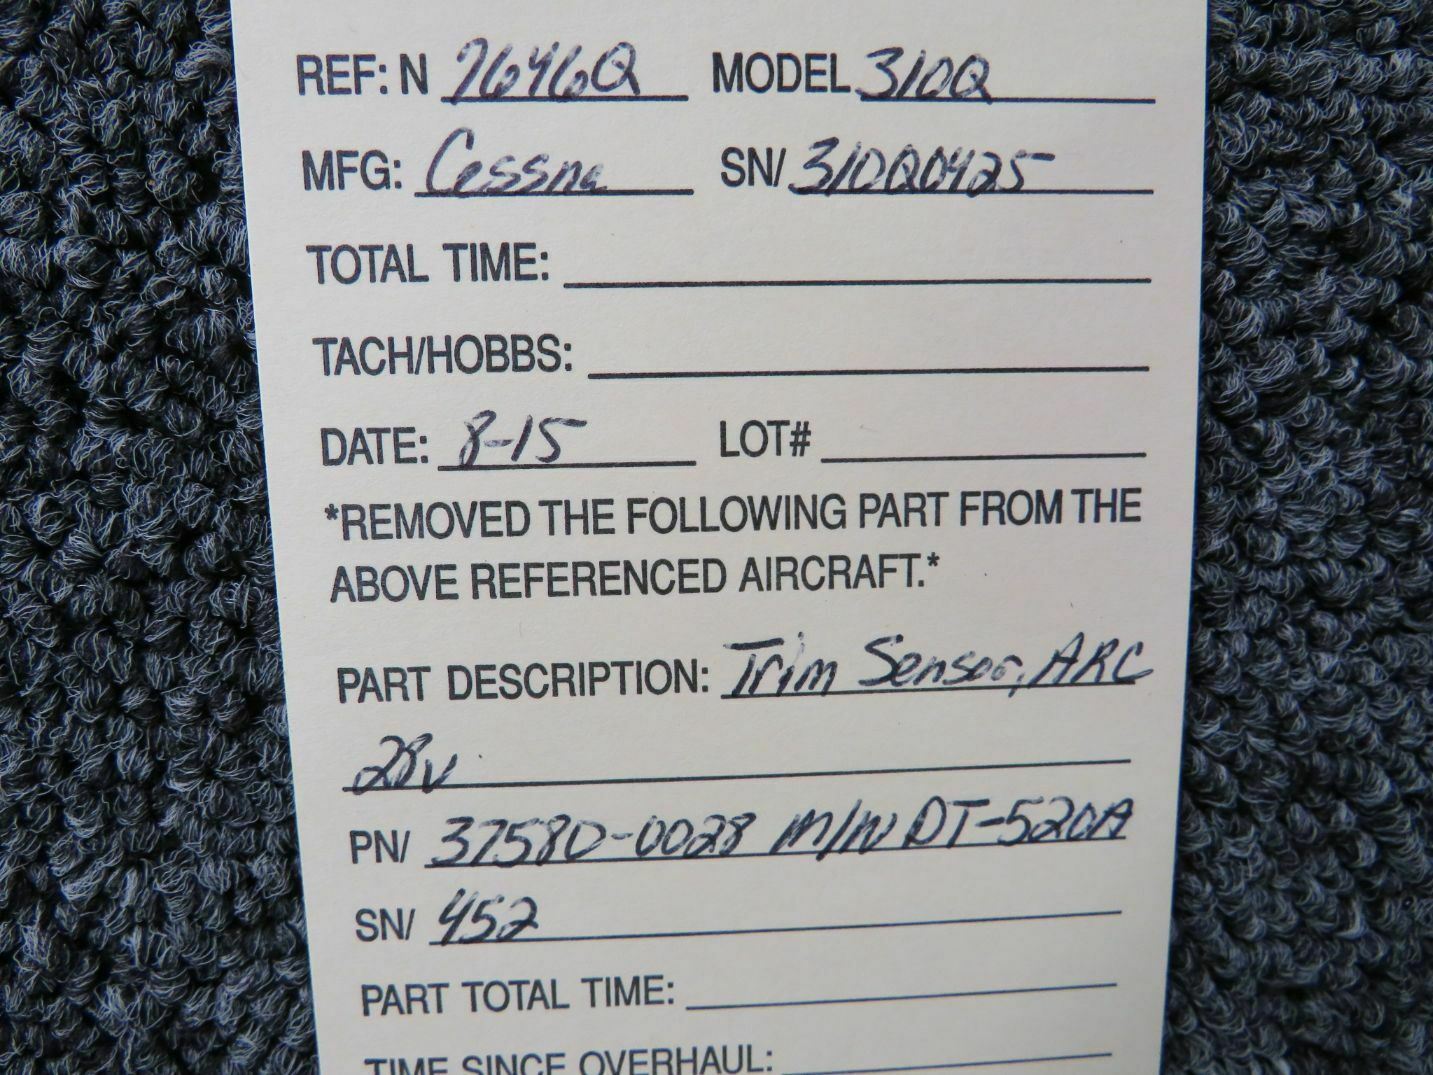 REF: N 7646Q MODEL 310Q
MFG: Cessna SN/ 310Q0425
TOTAL TIME:
TACH/HOBBS:
DATE: 8-15 LOT#
*REMOVED THE FOLLOWING PART FROM THE
ABOVE REFERENCED AIRCRAFT.*
PART DESCRIPTION: Trim Sensor, ARC
28v
PN/ 37580-0028 M/N DT-520A
SN/ 452
PART TOTAL TIME:
TIME SINCE OVERHAUL: